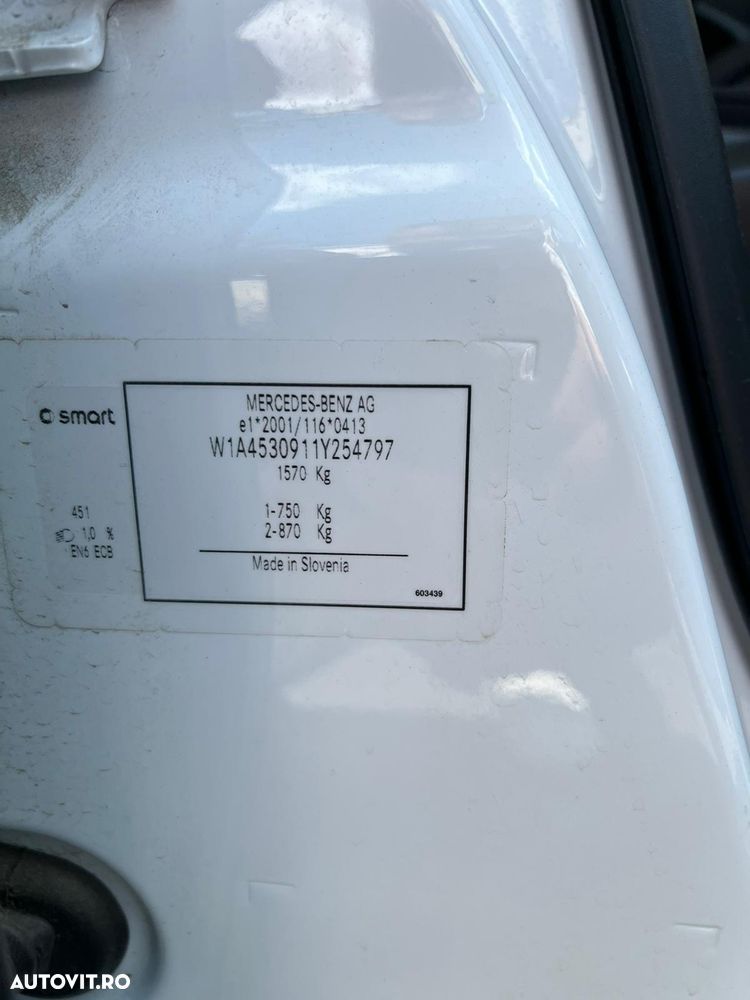 smart
MERCEDES-BENZ AG
e1*2001/116*0413
W1A4530911Y254797
1570 Kg
451
1,0 %
EN6 ECB
1-750 Kg
2-870 Kg
Made in Slovenia
603439
AUTOVIT.RO